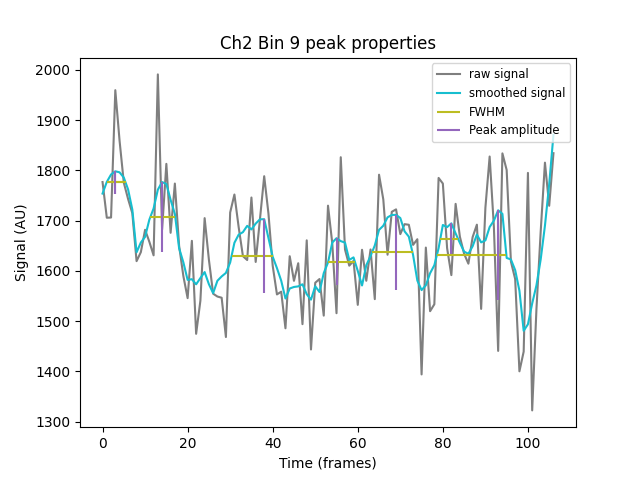 Ch2 Bin 9 peak properties
raw signal
smoothed signal
FWHM
Peak amplitude
Signal (AU)
2000
1900
1800
1700
1600
1500
1400
1300
0 20 40 60 80 100
Time (frames)